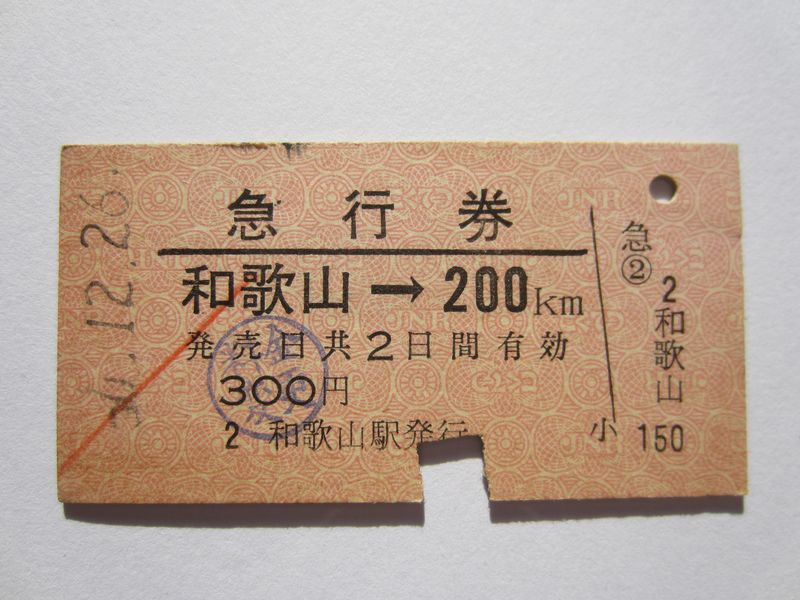 急行券
和歌山→200km
発売日共2日間有効
300円
2 和歌山駅発行
急②
2和歌山
小 150
12.26.
JNR